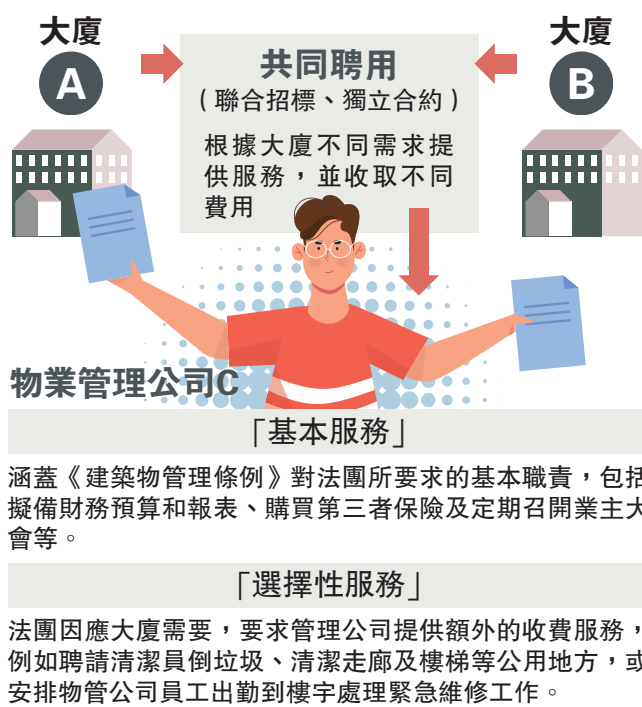 大廈
A
大廈
B
共同聘用
（聯合招標、獨立合約）
根據大廈不同需求提
供服務，並收取不同
費用
物業管理公司C
「基本服務」
涵蓋《建築物管理條例》對法團所要求的基本職責，包括
擬備財務預算和報表、購買第三者保險及定期召開業主大
會等。
「選擇性服務」
法團因應大廈需要，要求管理公司提供額外的收費服務，
例如聘請清潔員倒垃圾、清潔走廊及樓梯等公用地方，或
安排物管公司員工出勤到樓宇處理緊急維修工作。